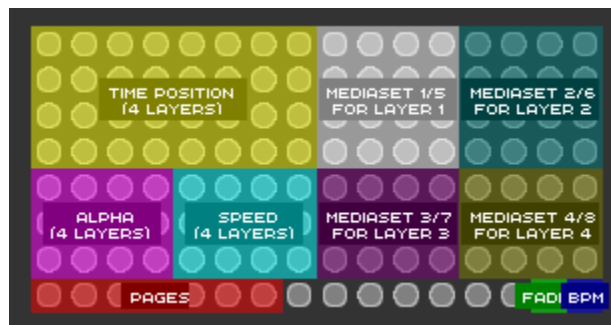 TIME POSITION
(4 LAYERS)
MEDIASET 1/5
FOR LAYER 1
MEDIASET 2/6
FOR LAYER 2
ALPHA
(4 LAYERS)
SPEED
(4 LAYERS)
MEDIASET 3/7
FOR LAYER 3
MEDIASET 4/8
FOR LAYER 4
PAGES
FADI
BPM